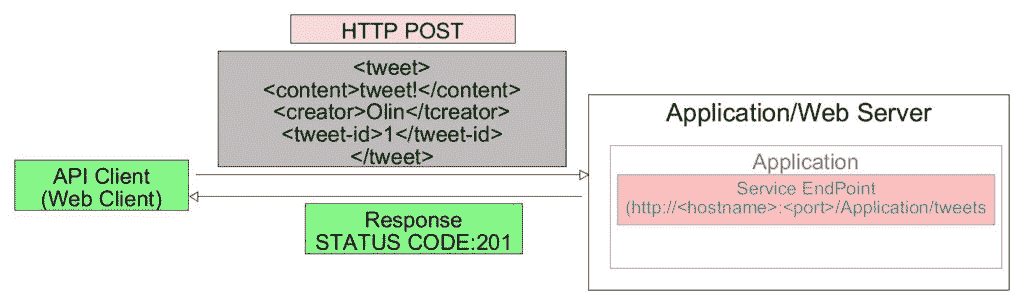 HTTP POST
<tweet>
<content>tweet!</content>
<creator>Olin</tcreator>
<tweet-id>1</tweet-id>
</tweet>
API Client
(Web Client)
Response
STATUS CODE:201
Application/Web Server
Application
Service EndPoint
(http://<hostname>:<port>/Application/tweets